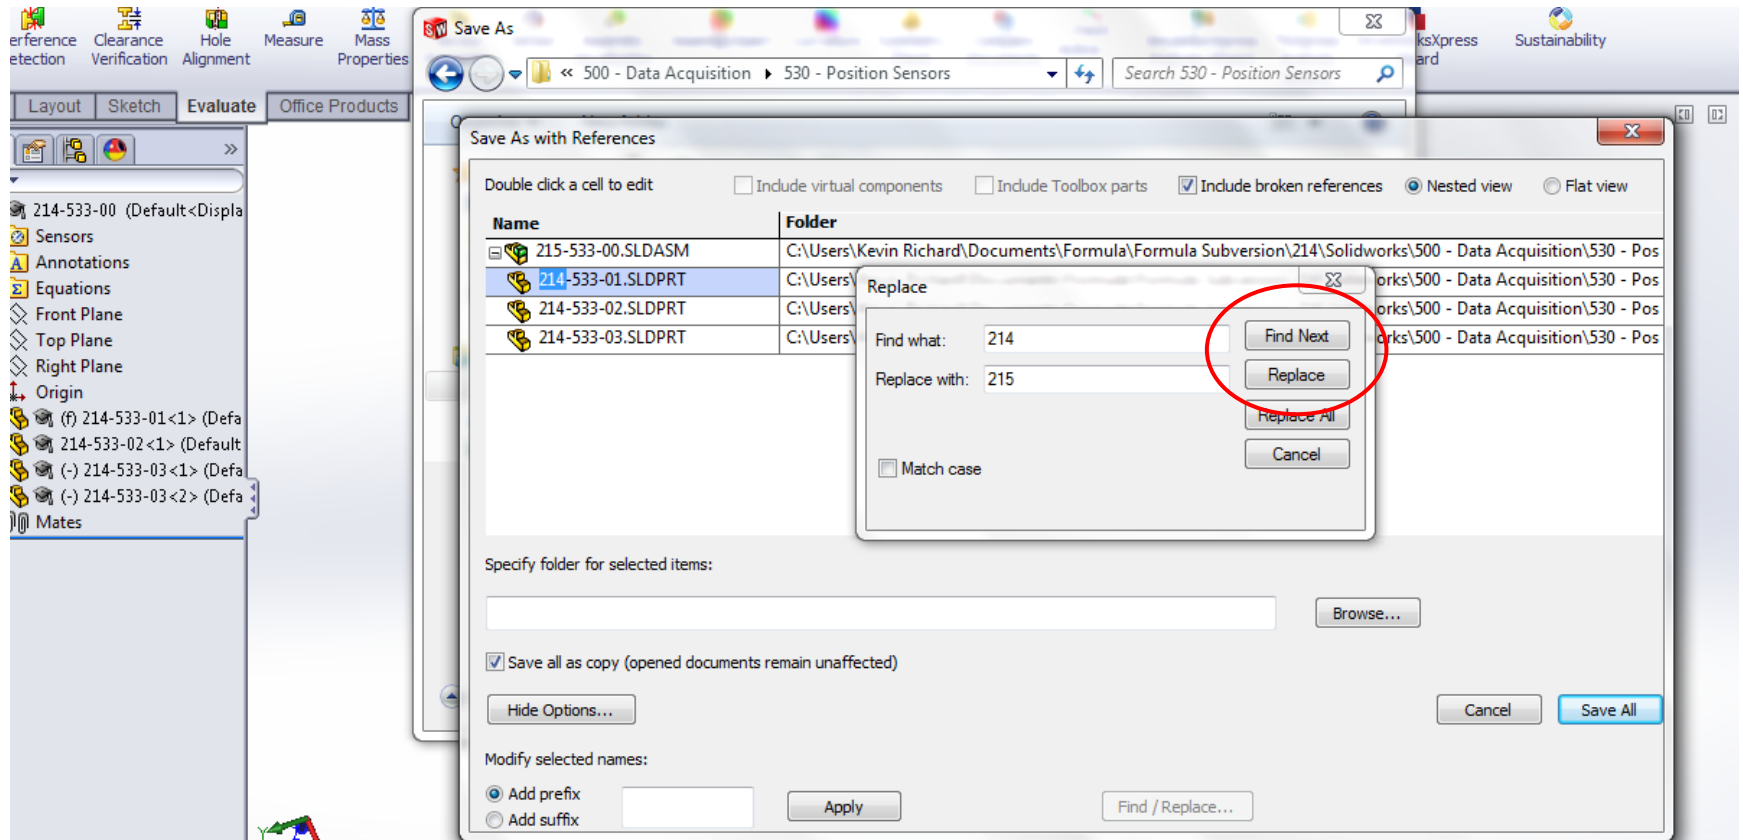 erference Clearance Hole Measure Mass
etection Verification Alignment Properties
SW Save As
ksXpress Sustainability
ard
« 500 - Data Acquisition 530 - Position Sensors Search 530 - Position Sensors
Layout Sketch Evaluate Office Products
»
214-533-00 (Default<Displa
Sensors
A Annotations
Σ Equations
Front Plane
Top Plane
Right Plane
Origin
(f) 214-533-01<1> (Defa
214-533-02<1> (Default
(-) 214-533-03<1> (Defa
(-) 214-533-03<2> (Defa
Mates
Save As with References
Double click a cell to edit Include virtual components Include Toolbox parts Include broken references Nested view Flat view
Name Folder
215-533-00.SLDASM C:\Users\Kevin Richard\Documents\Formula\Formula Subversion\214\Solidworks\500 - Data Acquisition\530 - Pos
214-533-01.SLDPRT C:\Users\ orks\500 - Data Acquisition\530 - Pos
214-533-02.SLDPRT C:\Users\ orks\500 - Data Acquisition\530 - Pos
214-533-03.SLDPRT C:\Users\ rks\500 - Data Acquisition\530 - Pos
Replace
Find what: 214 Find Next
Replace with: 215 Replace
Replace All
Match case Cancel
Specify folder for selected items:
Browse...
Save all as copy (opened documents remain unaffected)
Hide Options... Cancel Save All
Modify selected names:
Add prefix
Add suffix
Apply Find / Replace...
Y